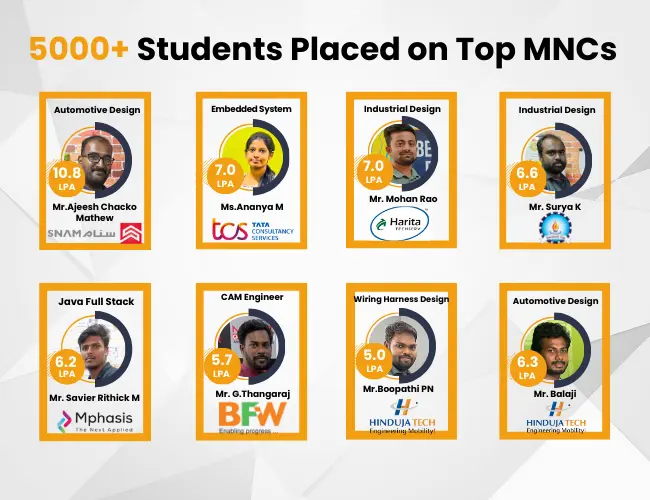 5000+ Students Placed on Top MNCs
Automotive Design
10.8
LPA
Mr.Ajeesh Chacko
Mathew
SNAM سنام
Embedded System
7.0
LPA
Ms.Ananya M
tcs TATA
CONSULTANCY
SERVICES
Industrial Design
7.0
LPA
Mr. Mohan Rao
Harita
TECHSERV
Industrial Design
6.6
LPA
Mr. Surya K
Java Full Stack
6.2
LPA
Mr. Savier Rithick M
Mphasis
The Next Applied
CAM Engineer
5.7
LPA
Mr. G.Thangaraj
BFW
Enabling progress ...
Wiring Harness Design
5.0
LPA
Mr.Boopathi PN
HINDUJA TECH
Engineering Mobility!
Automotive Design
6.3
LPA
Mr. Balaji
HINDUJA TECH
Engineering Mobility!